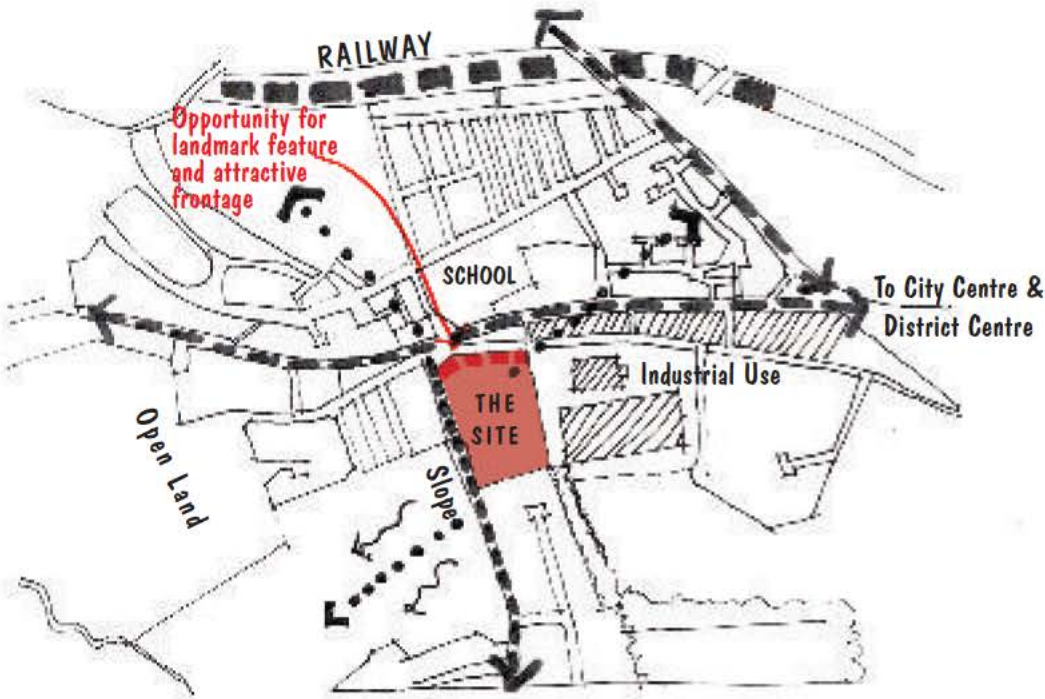 RAILWAY
Opportunity for
landmark feature
and attractive
frontage
SCHOOL
To City Centre &
District Centre
Industrial Use
THE
SITE
Open Land
Slope